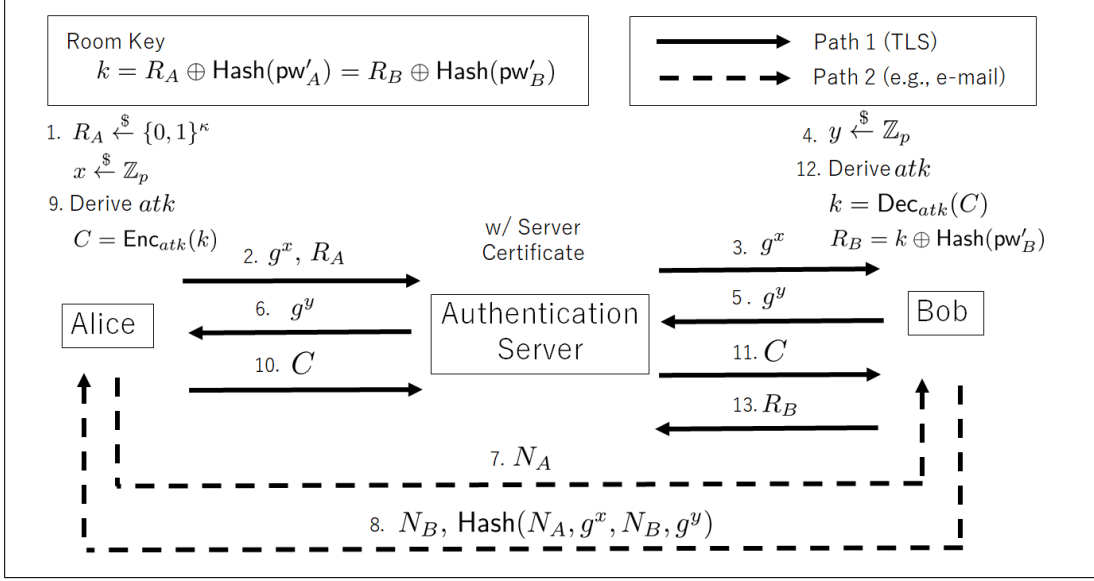 Room Key
k = R_A ⊕ Hash(pw′_A) = R_B ⊕ Hash(pw′_B)
Path 1 (TLS)
Path 2 (e.g., e-mail)
1. R_A ←$ {0, 1}^κ
x ←$ ℤ_p
9. Derive atk
C = Enc_atk(k)
4. y ←$ ℤ_p
12. Derive atk
k = Dec_atk(C)
R_B = k ⊕ Hash(pw′_B)
w/ Server
Certificate
2. g^x, R_A
3. g^x
6. g^y
5. g^y
Alice
Authentication
Server
Bob
10. C
11. C
13. R_B
7. N_A
8. N_B, Hash(N_A, g^x, N_B, g^y)